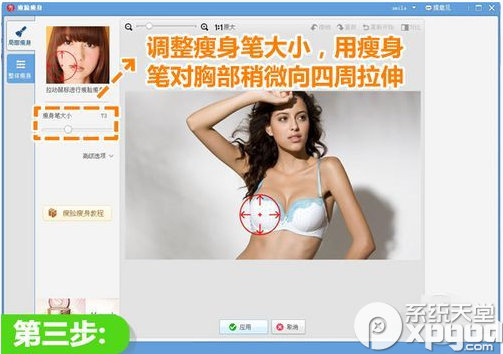 瘦脸瘦身
局部瘦身
整体瘦身
拉动鼠标进行瘦脸瘦
瘦身笔大小 73
高级选项
瘦脸瘦身教程
1:1原大
调整瘦身笔大小，用瘦身
笔对胸部稍微向四周拉伸
应用
取消
第三步:
系统天堂
xpgod